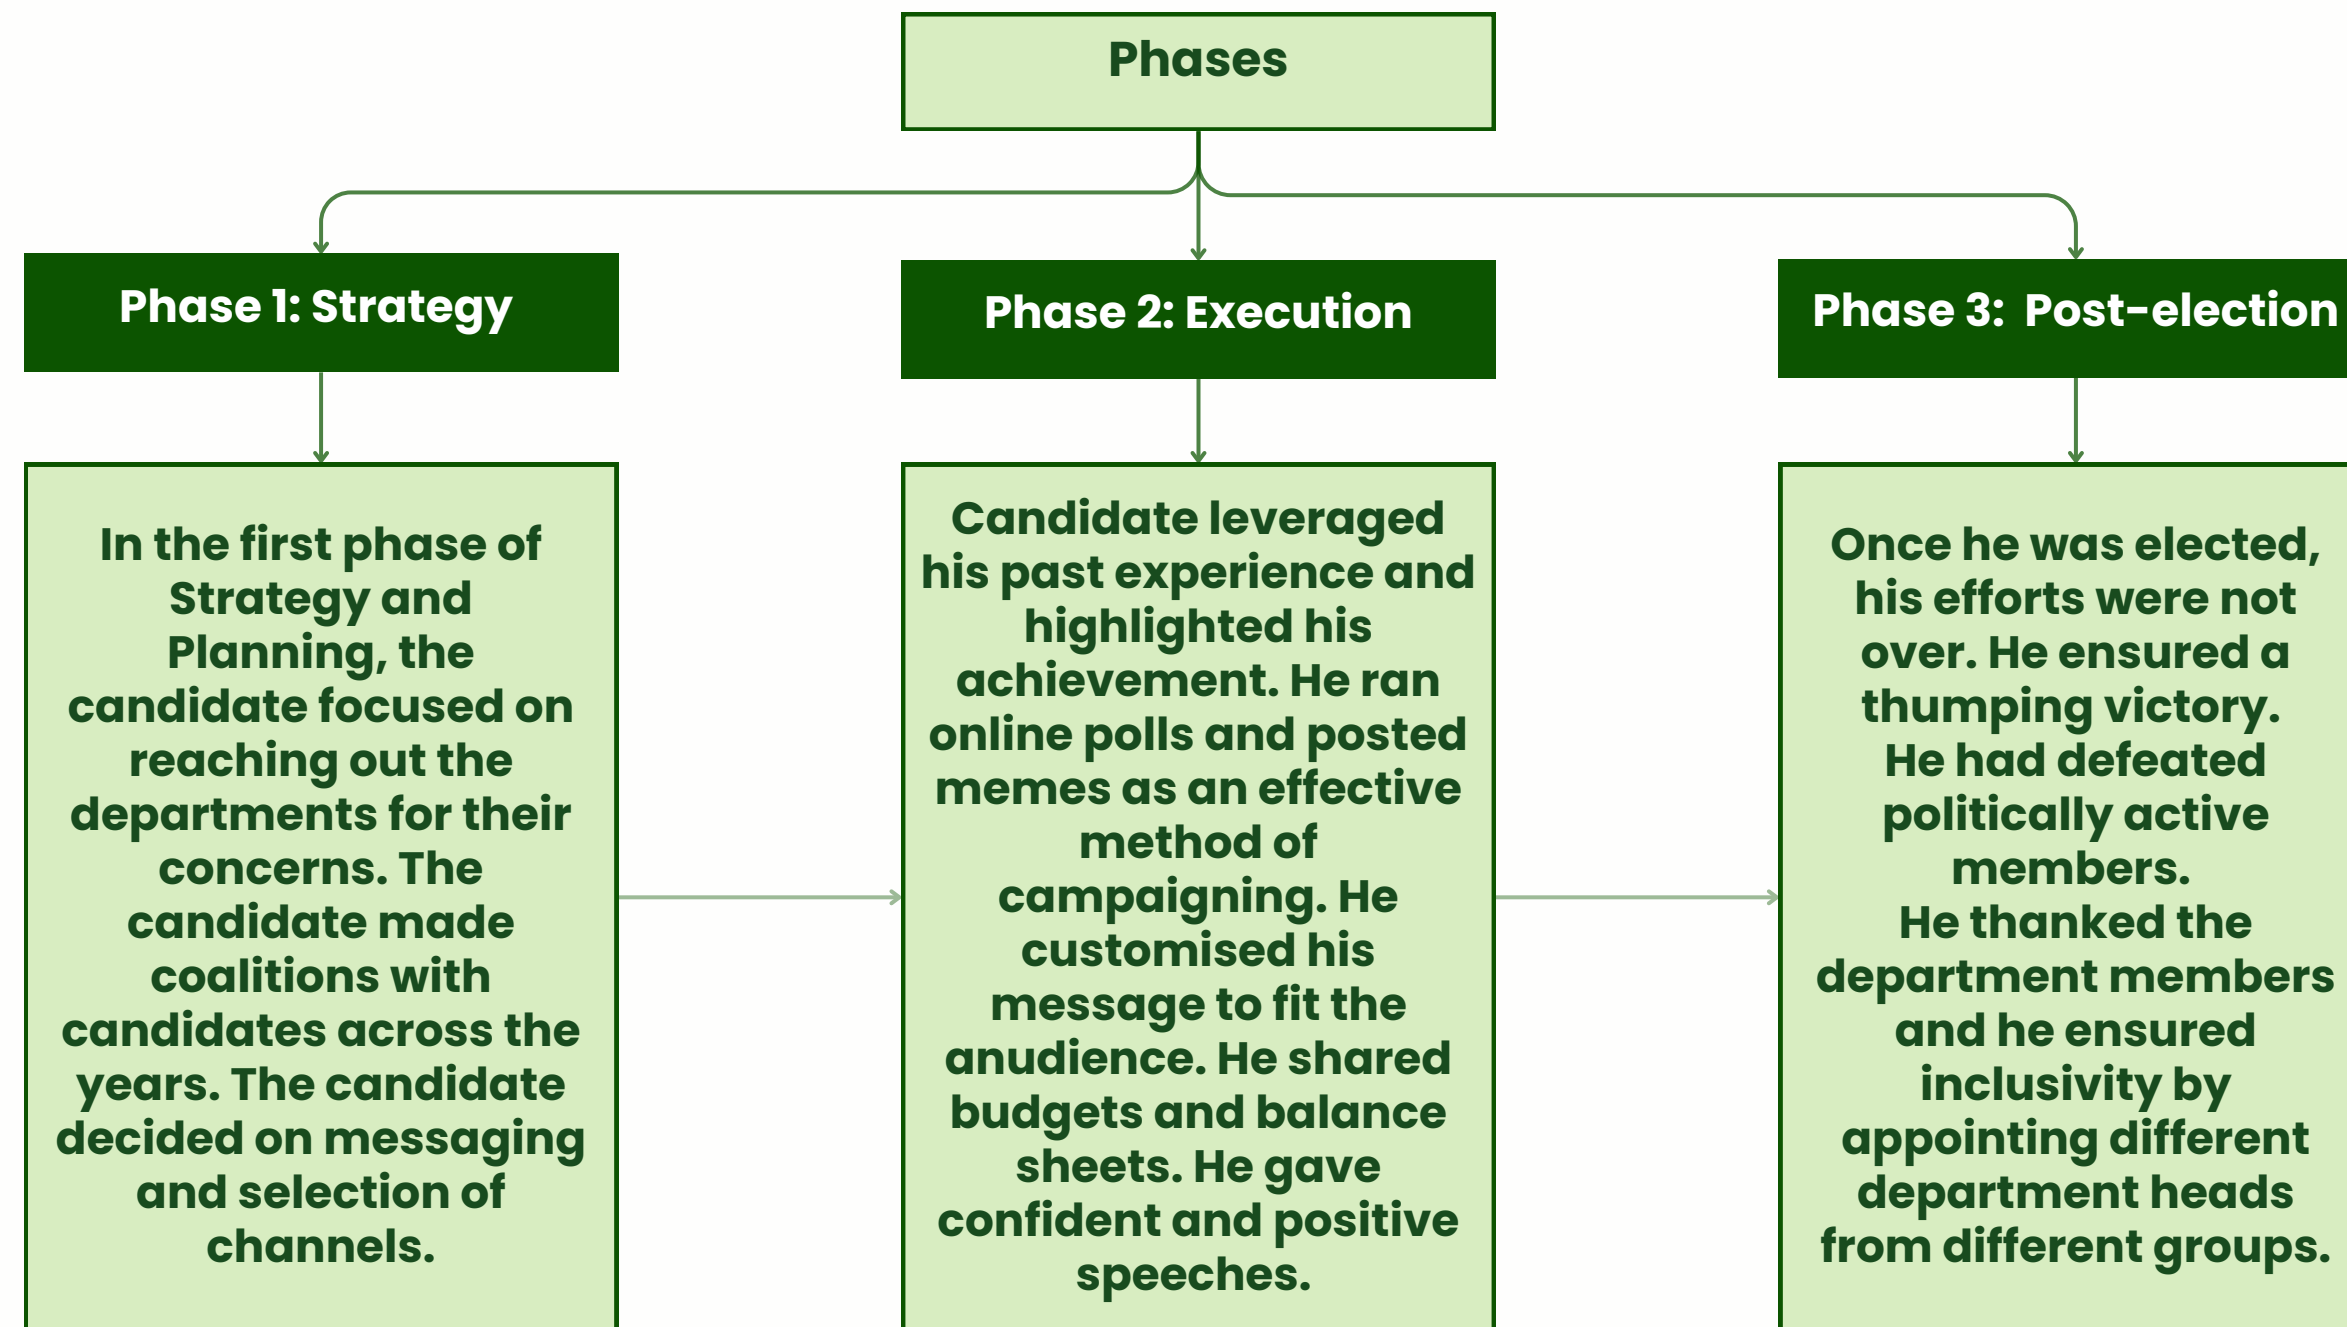 Phases
Phase 1: Strategy
Phase 2: Execution
Phase 3: Post-election
In the first phase of
Strategy and
Planning, the
candidate focused on
reaching out the
departments for their
concerns. The
candidate made
coalitions with
candidates across the
years. The candidate
decided on messaging
and selection of
channels.
Candidate leveraged
his past experience and
highlighted his
achievement. He ran
online polls and posted
memes as an effective
method of
campaigning. He
customised his
message to fit the
anudience. He shared
budgets and balance
sheets. He gave
confident and positive
speeches.
Once he was elected,
his efforts were not
over. He ensured a
thumping victory.
He had defeated
politically active
members.
He thanked the
department members
and he ensured
inclusivity by
appointing different
department heads
from different groups.